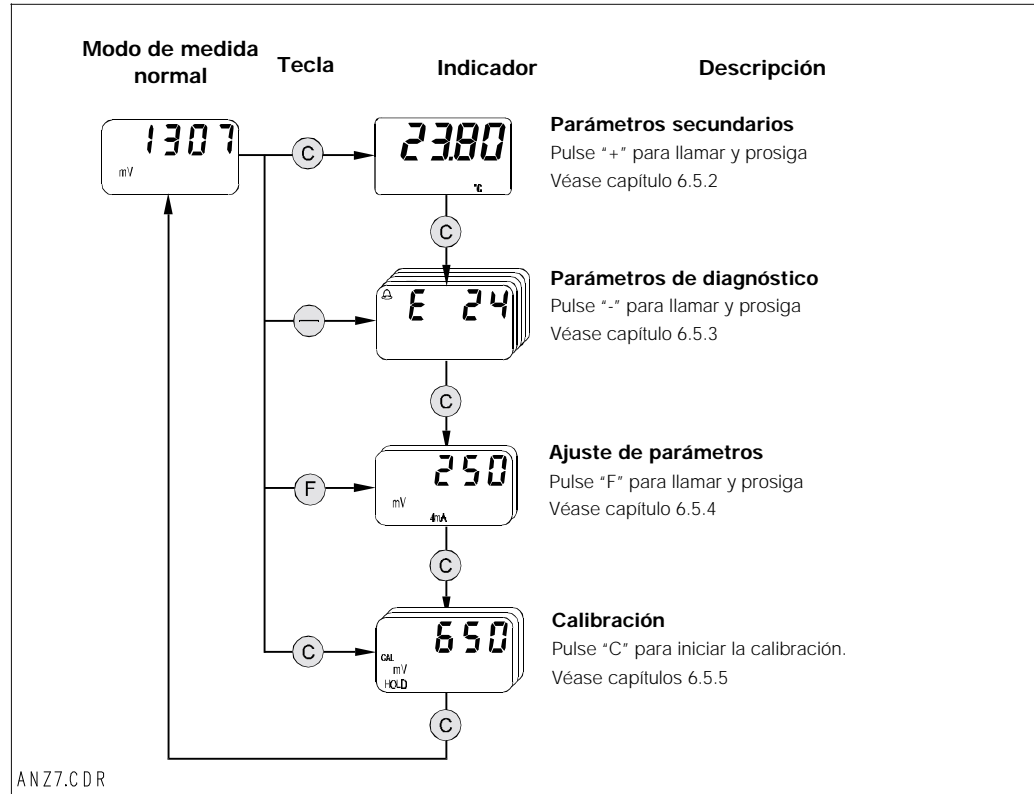 Modo de medida
normal
Tecla
Indicador
Descripción
1307
mV
C
23.80
°C
Parámetros secundarios
Pulse "+" para llamar y prosiga
Véase capítulo 6.5.2
C
E 24
Parámetros de diagnóstico
Pulse "-" para llamar y prosiga
Véase capítulo 6.5.3
C
F
250
mV
4mA
Ajuste de parámetros
Pulse "F" para llamar y prosiga
Véase capítulo 6.5.4
C
C
650
CAL
mV
HOLD
Calibración
Pulse "C" para iniciar la calibración.
Véase capítulos 6.5.5
C
ANZ7.CDR